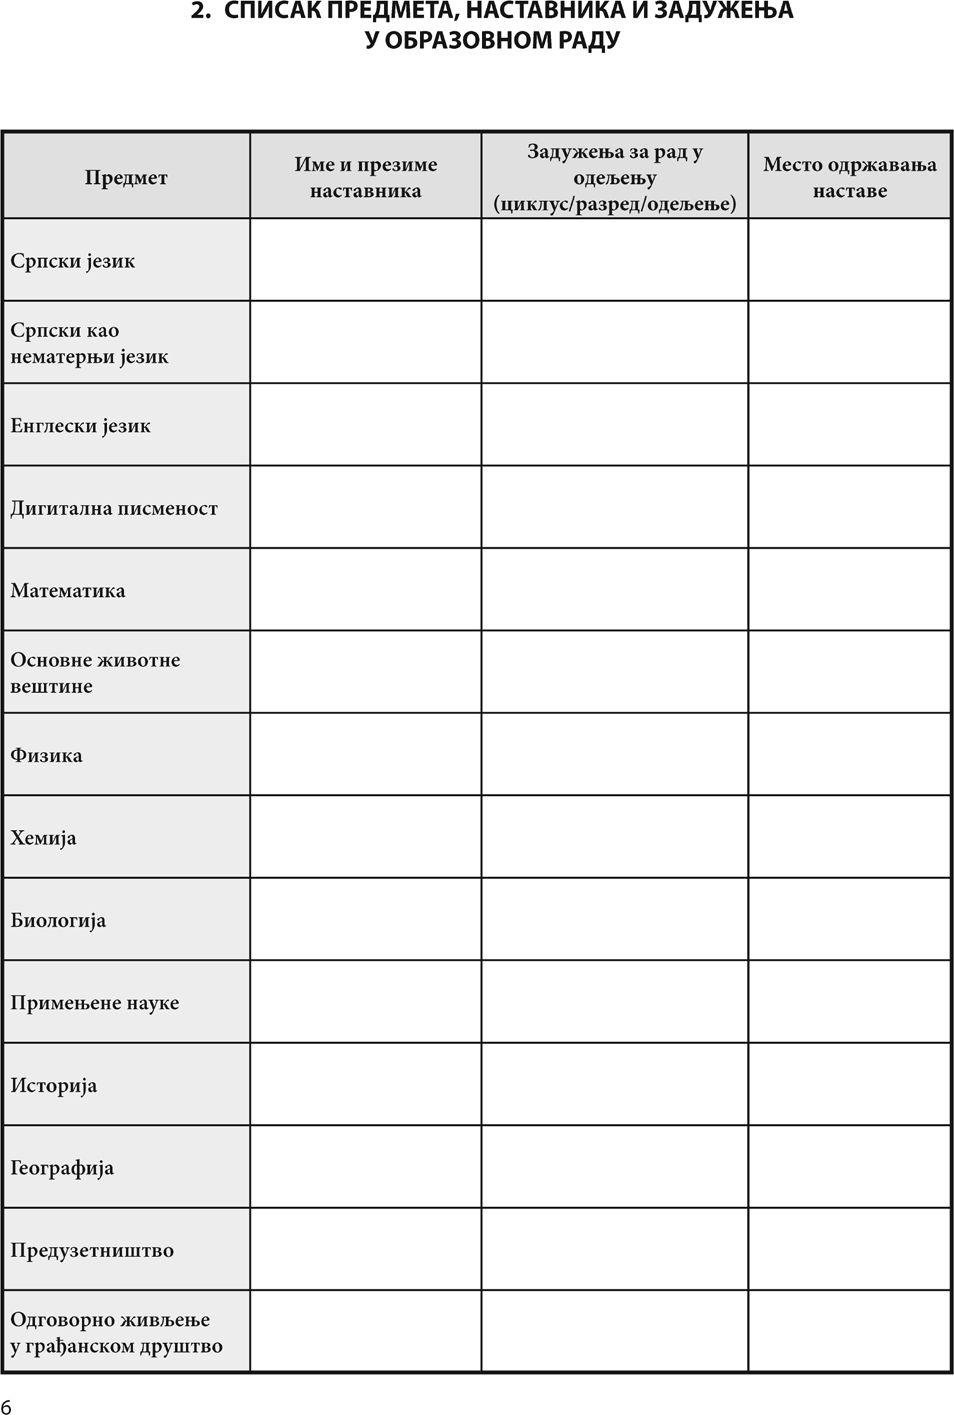 2. СПИСАК ПРЕДМЕТА, НАСТАВНИКА И ЗАДУЖЕЊА
У ОБРАЗОВНОМ РАДУ
Предмет
Име и презиме
наставника
Задужења за рад у
одељењу
(циклус/разред/одељење)
Место одржавања
наставе
Српски језик
Српски као
нематерњи језик
Енглески језик
Дигитална писменост
Математика
Основне животне
вештине
Физика
Хемија
Биологија
Примењене науке
Историја
Географија
Предузетништво
Одговорно живљење
у грађанском друштво
6